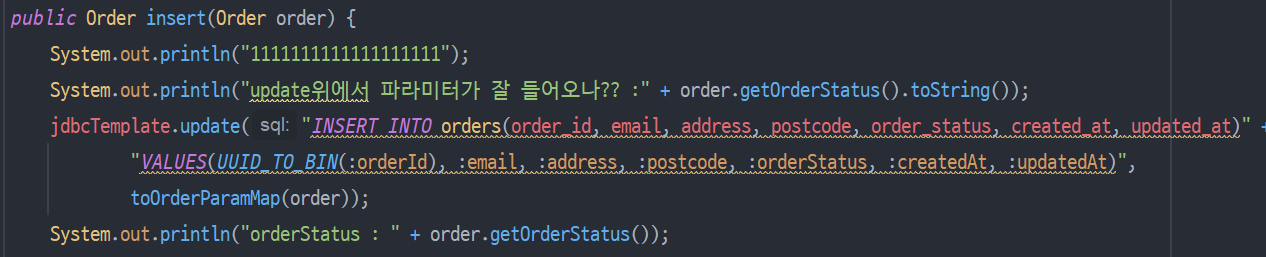 public Order insert(Order order) {
System.out.println("1111111111111111111");
System.out.println("update위에서 파라미터가 잘 들어오나?? :" + order.getOrderStatus().toString());
jdbcTemplate.update( sql: "INSERT INTO orders(order_id, email, address, postcode, order_status, created_at, updated_at)" +
"VALUES(UUID_TO_BIN(:orderId), :email, :address, :postcode, :orderStatus, :createdAt, :updatedAt)",
toOrderParamMap(order));
System.out.println("orderStatus : " + order.getOrderStatus());